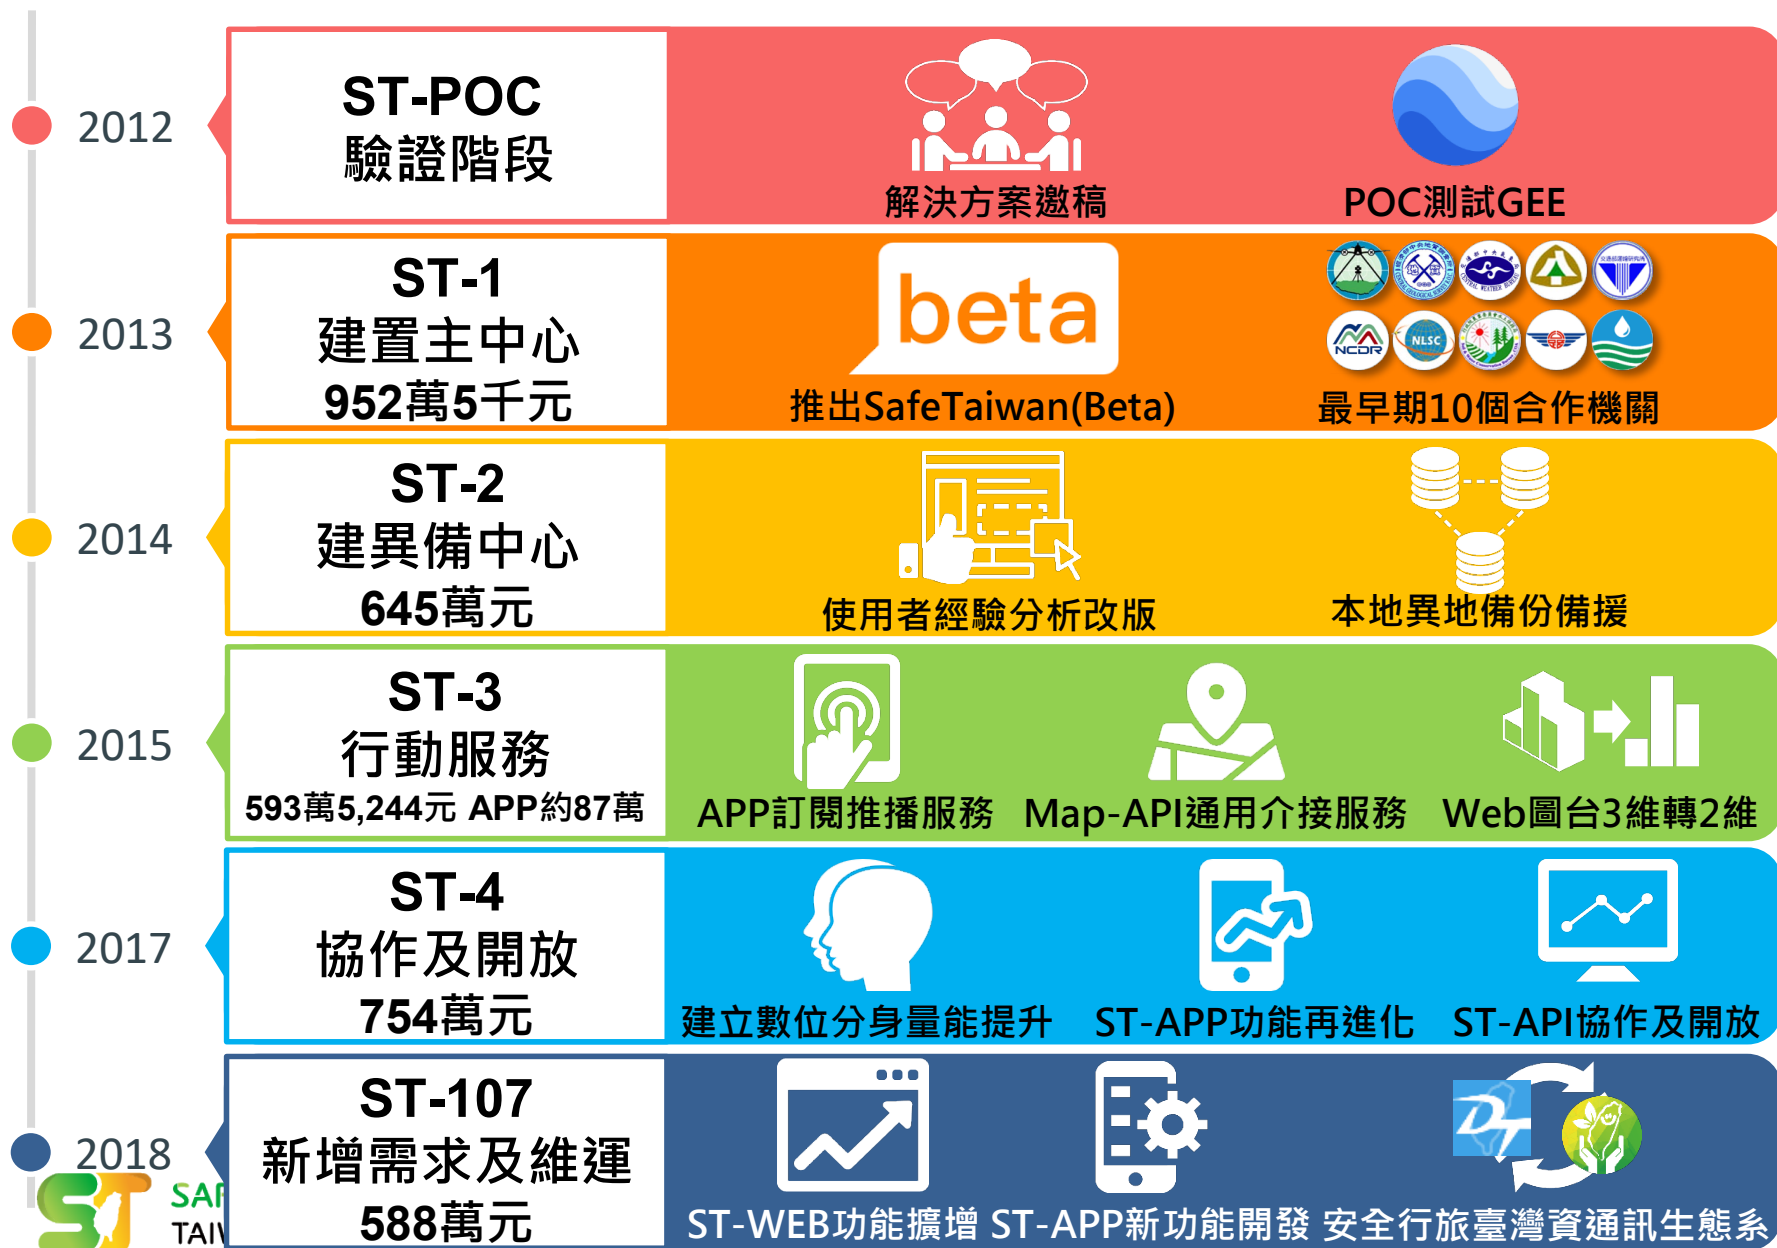 2012
ST-POC
驗證階段
解決方案邀稿
POC測試GEE
2013
ST-1
建置主中心
952萬5千元
beta
推出SafeTaiwan(Beta)
NCDR
NLSC
最早期10個合作機關
2014
ST-2
建異備中心
645萬元
使用者經驗分析改版
本地異地備份備援
2015
ST-3
行動服務
593萬5,244元 APP約87萬
APP訂閱推播服務
Map-API通用介接服務
Web圖台3維轉2維
2017
ST-4
協作及開放
754萬元
建立數位分身量能提升
ST-APP功能再進化
ST-API協作及開放
2018
ST-107
新增需求及維運
588萬元
DT
ST-WEB功能擴增
ST-APP新功能開發
安全行旅臺灣資通訊生態系
ST